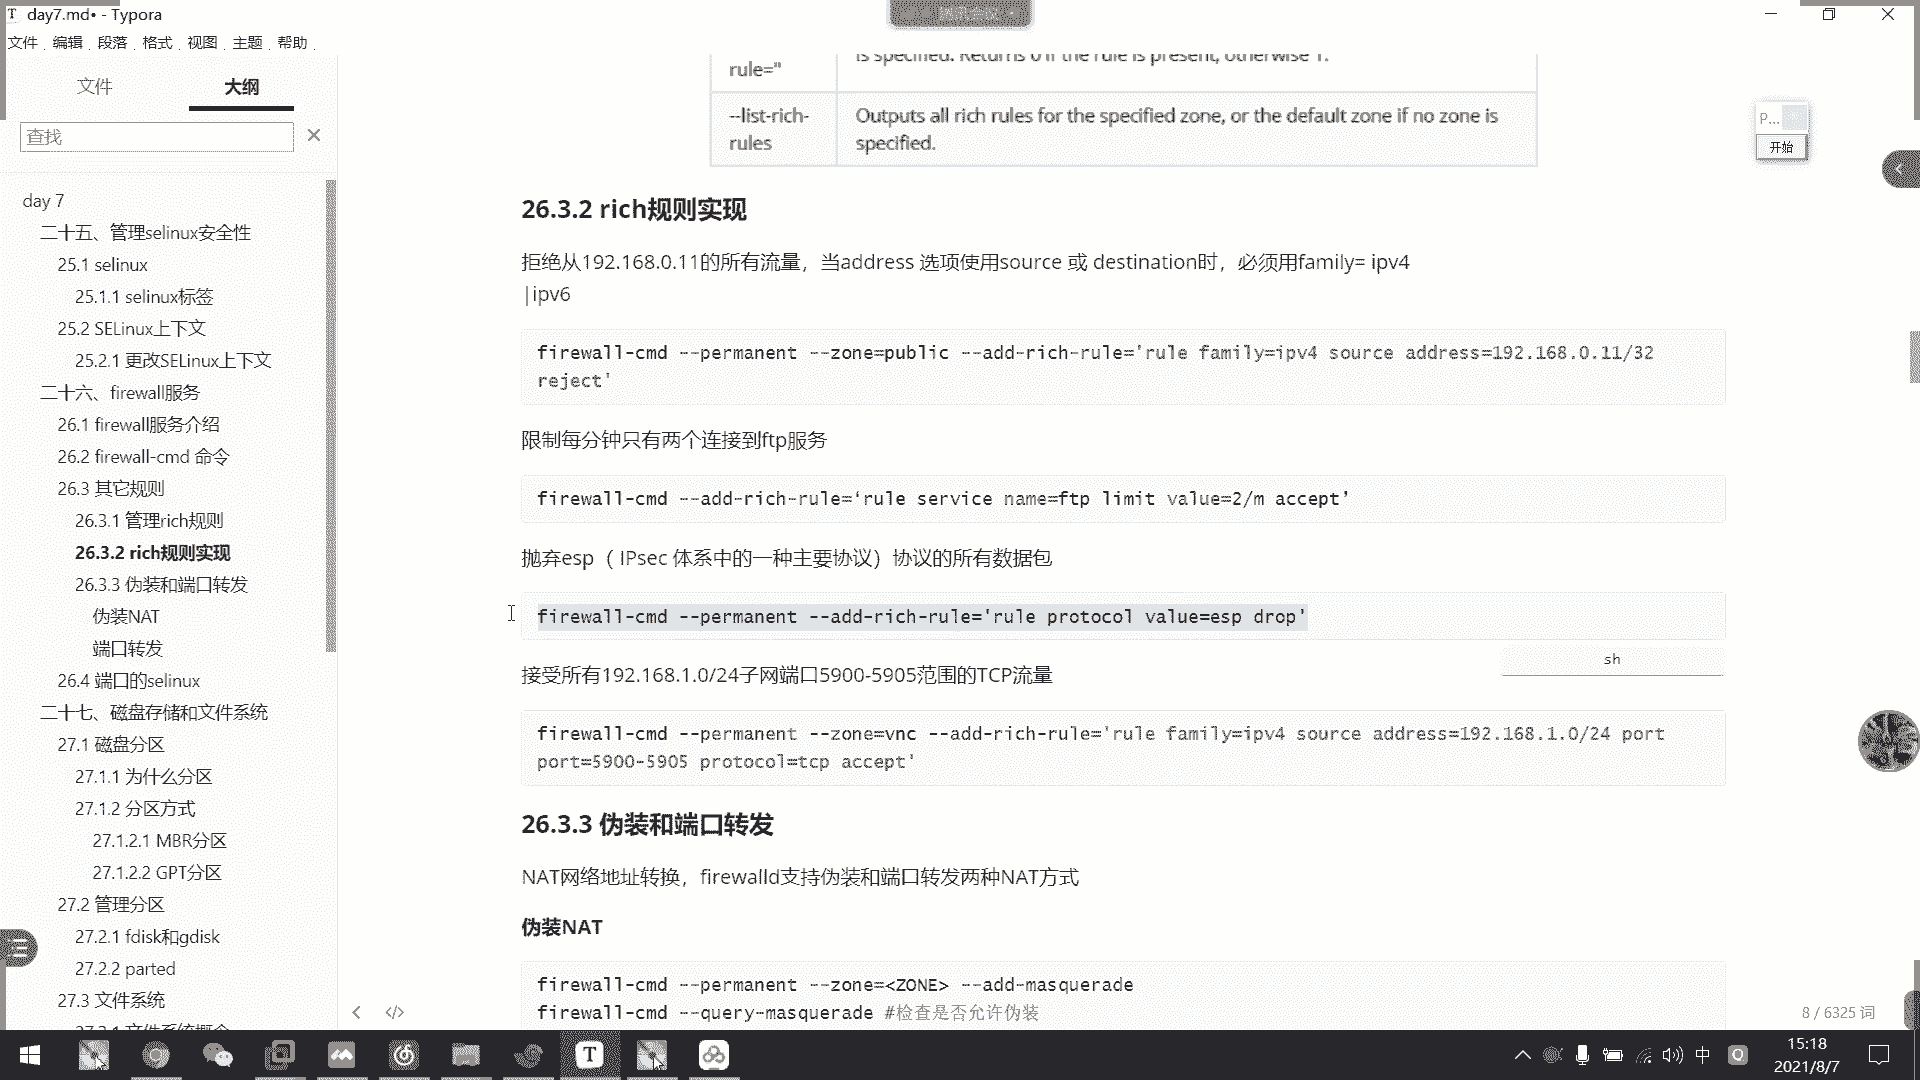 day7.md• - Typora
文件 编辑 段落 格式 视图 主题 帮助
文件
大纲
查找
day 7
二十五、管理selinux安全性
25.1 selinux
25.1.1 selinux标签
25.2 SELinux上下文
25.2.1 更改SELinux上下文
二十六、firewall服务
26.1 firewall服务介绍
26.2 firewall-cmd 命令
26.3 其它规则
26.3.1 管理rich规则
26.3.2 rich规则实现
26.3.3 伪装和端口转发
伪装NAT
端口转发
26.4 端口的selinux
二十七、磁盘存储和文件系统
27.1 磁盘分区
27.1.1 为什么分区
27.1.2 分区方式
27.1.2.1 MBR分区
27.1.2.2 GPT分区
27.2 管理分区
27.2.1 fdisk和gdisk
27.2.2 parted
27.3 文件系统
27.3.1 文件系统概念
腾讯会议
rule=''
is specified. Returns 0 if the rule is present, otherwise 1.
--list-rich-
rules
Outputs all rich rules for the specified zone, or the default zone if no zone is
specified.
26.3.2 rich规则实现
拒绝从192.168.0.11的所有流量，当address 选项使用source 或 destination时，必须用family= ipv4
|ipv6
firewall-cmd --permanent --zone=public --add-rich-rule='rule family=ipv4 source address=192.168.0.11/32
reject'
限制每分钟只有两个连接到ftp服务
firewall-cmd --add-rich-rule=‘rule service name=ftp limit value=2/m accept’
抛弃esp（ IPsec 体系中的一种主要协议）协议的所有数据包
firewall-cmd --permanent --add-rich-rule='rule protocol value=esp drop'
sh
接受所有192.168.1.0/24子网端口5900-5905范围的TCP流量
firewall-cmd --permanent --zone=vnc --add-rich-rule='rule family=ipv4 source address=192.168.1.0/24 port
port=5900-5905 protocol=tcp accept'
26.3.3 伪装和端口转发
NAT网络地址转换，firewalld支持伪装和端口转发两种NAT方式
伪装NAT
firewall-cmd --permanent --zone=<ZONE> --add-masquerade
firewall-cmd --query-masquerade #检查是否允许伪装
P...
开始
8 / 6325 词
中
15:18
2021/8/7